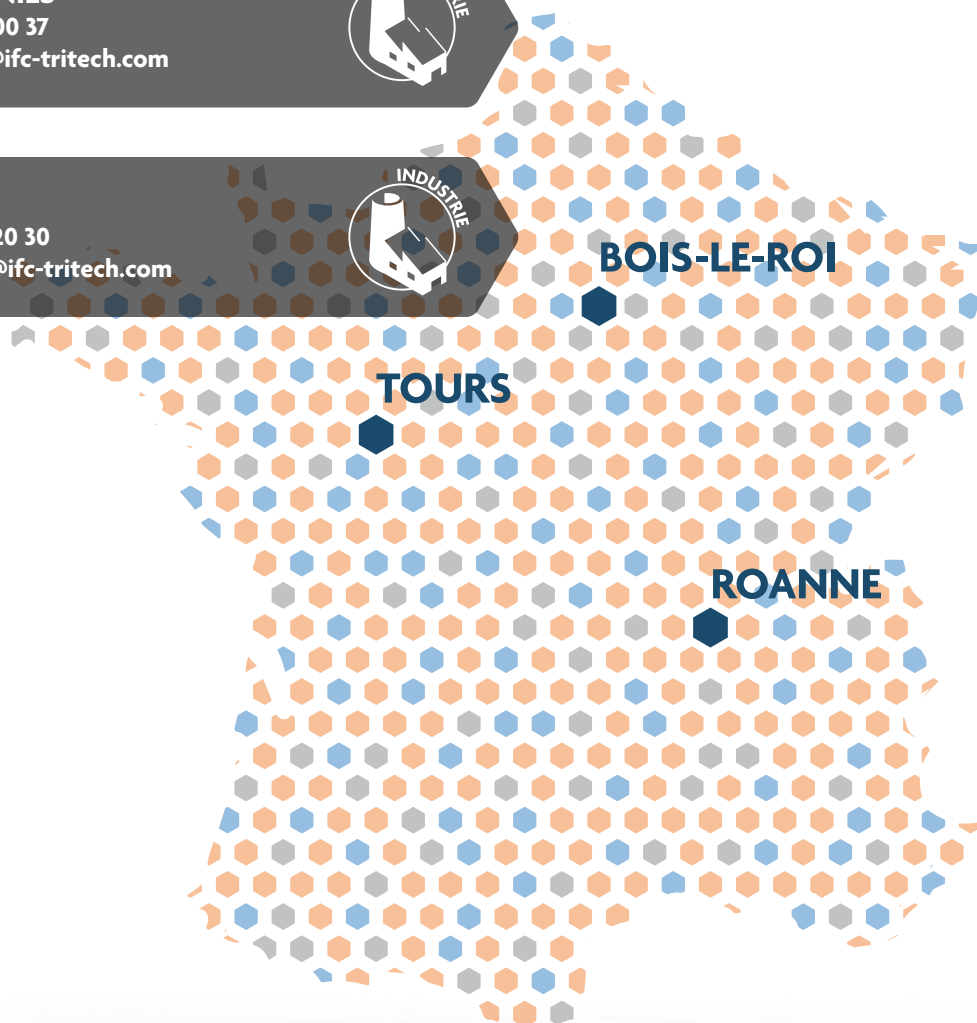 00 37
@ifc-tritech.com
INDUSTRIE
20 30
@ifc-tritech.com
BOIS-LE-ROI
TOURS
ROANNE